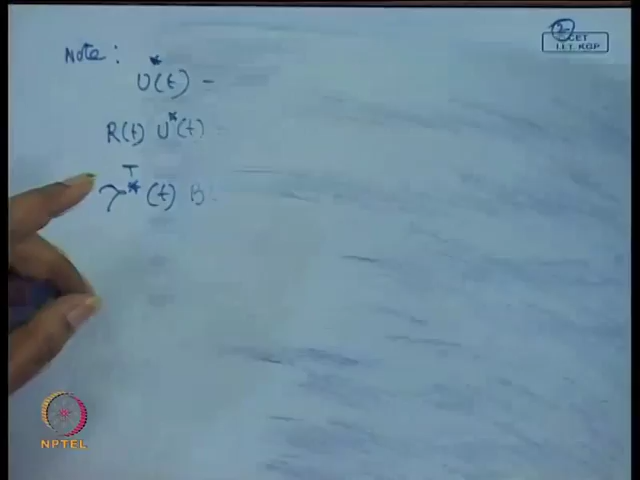 Note :
U*(t) -
R(t) U*(t)
λ*ᵀ(t) B
CET
I.I.T. KGP
NPTEL